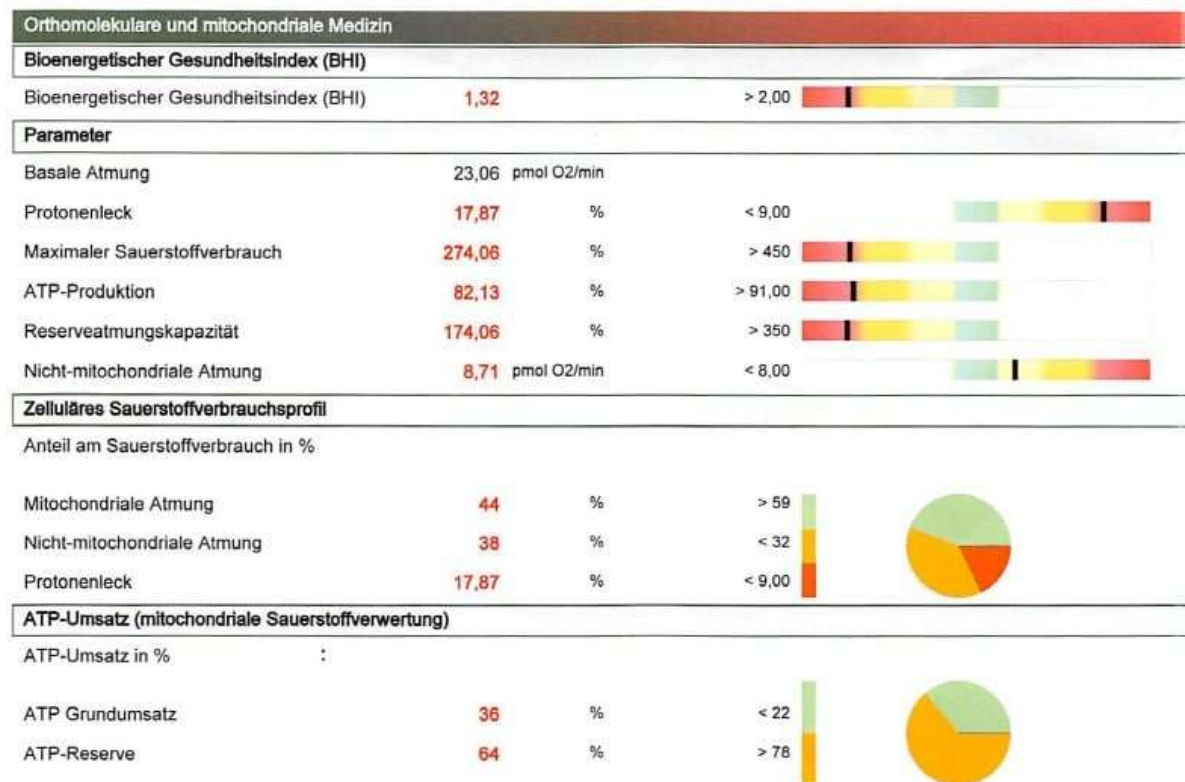 Orthomolekulare und mitochondriale Medizin
Bioenergetischer Gesundheitsindex (BHI)
Bioenergetischer Gesundheitsindex (BHI) 1,32 > 2,00
Parameter
Basale Atmung 23,06 pmol O2/min
Protonenleck 17,87 % < 9,00
Maximaler Sauerstoffverbrauch 274,06 % > 450
ATP-Produktion 82,13 % > 91,00
Reserveatmungskapazität 174,06 % > 350
Nicht-mitochondriale Atmung 8,71 pmol O2/min < 8,00
Zelluläres Sauerstoffverbrauchsprofil
Anteil am Sauerstoffverbrauch in %
Mitochondriale Atmung 44 % > 59
Nicht-mitochondriale Atmung 38 % < 32
Protonenleck 17,87 % < 9,00
ATP-Umsatz (mitochondriale Sauerstoffverwertung)
ATP-Umsatz in % :
ATP Grundumsatz 36 % < 22
ATP-Reserve 64 % > 78